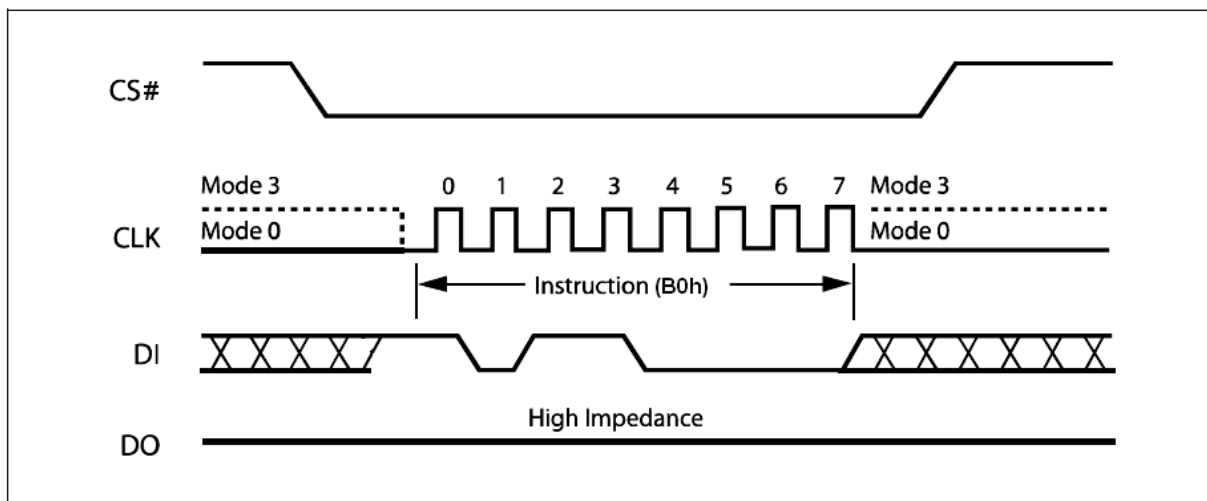 CS#
Mode 3 0 1 2 3 4 5 6 7 Mode 3
CLK Mode 0 Mode 0
Instruction (B0h)
DI
High Impedance
DO